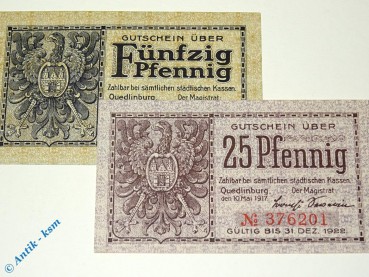 GUTSCHEIN ÜBER
Fünfzig
Pfennig
Zahlbar bei sämtlichen städtischen Kassen.
Quedlinburg, Der Magistrat.
GUTSCHEIN ÜBER
25 Pfennig
Zahlbar bei sämtlichen städtischen Kassen.
Quedlinburg, Der Magistrat.
den 10. Mai 1917.
№ 376201
GÜLTIG BIS 31. DEZ. 1922.
© Antik - ksm